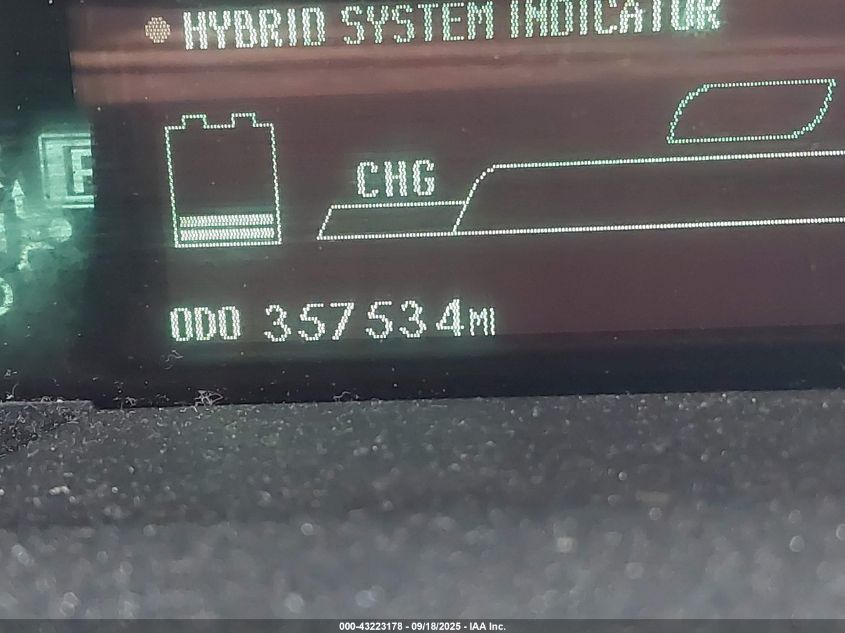 HYBRID SYSTEM INDICATOR
CHG
ODO 357534MI
000-43223178 - 09/18/2025 - IAA Inc.